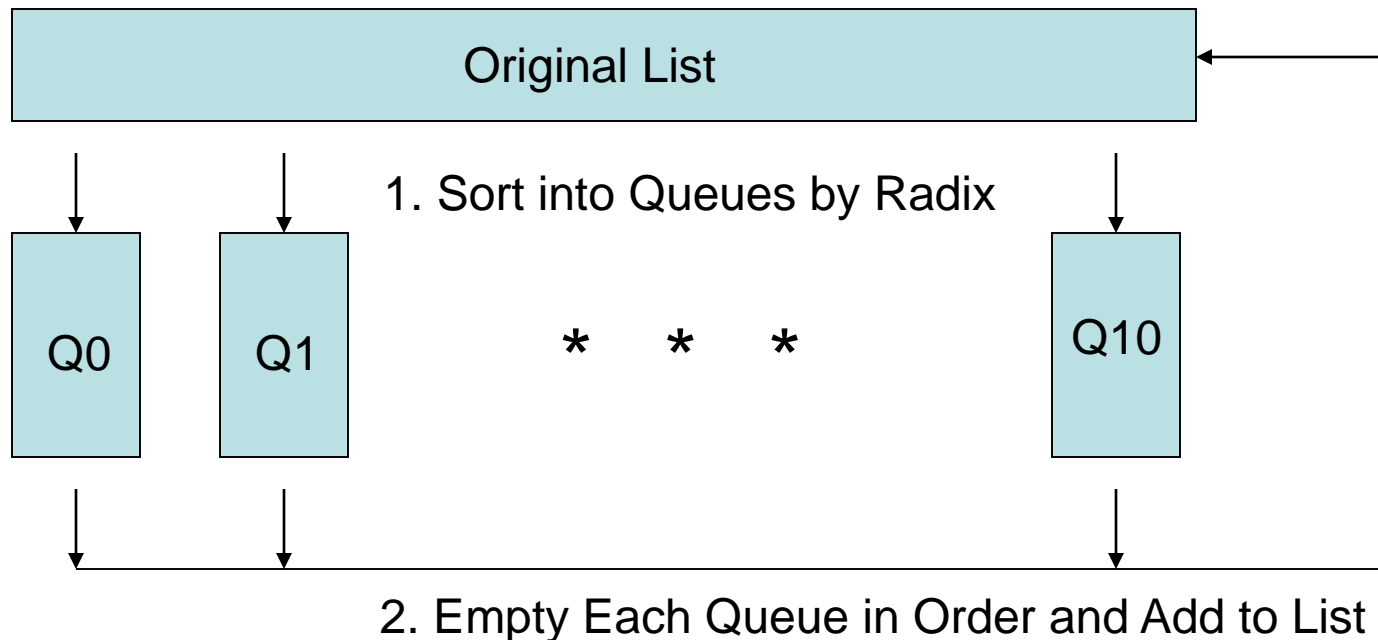 Original List
1. Sort into Queues by Radix
Q0 Q1 * * * Q10
2. Empty Each Queue in Order and Add to List